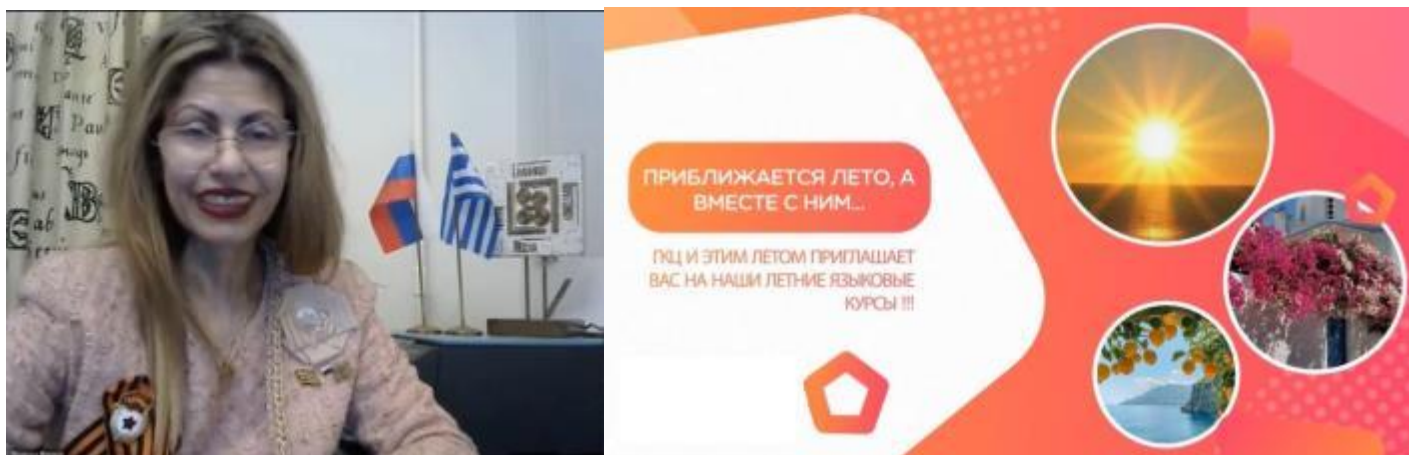 ПРИБЛИЖАЕТСЯ ЛЕТО, А
ВМЕСТЕ С НИМ...
ГКЦ И ЭТИМ ЛЕТОМ ПРИГЛАШАЕТ
ВАС НА НАШИ ЛЕТНИЕ ЯЗЫКОВЫЕ
КУРСЫ !!!